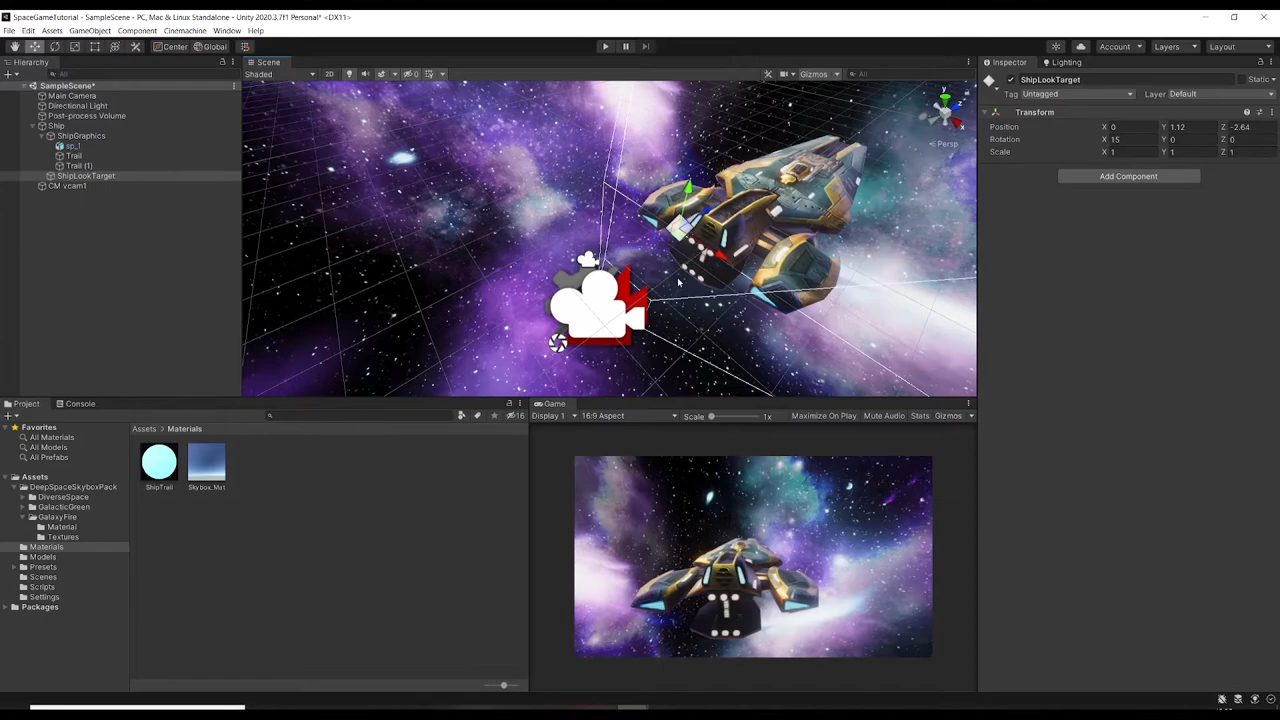 SpaceGameTutorial - SampleScene - PC, Mac & Linux Standalone - Unity 2020.3.7f1 Personal* <DX11>
File Edit Assets GameObject Component Cinemachine Window Help
Center Global Account Layers Layout
Hierarchy
All
SampleScene*
Main Camera
Directional Light
Post-process Volume
Ship
ShipGraphics
sp_1
Trail
Trail (1)
ShipLookTarget
CM vcam1
Scene
Shaded 2D 0 Gizmos All
y
z
x
Persp
Inspector Lighting
ShipLookTarget Static
Tag Untagged Layer Default
Transform
Position X 0 Y 1.12 Z -2.64
Rotation X 15 Y 0 Z 0
Scale X 1 Y 1 Z 1
Add Component
Project Console
16
Favorites
All Materials
All Models
All Prefabs
Assets
DeepSpaceSkyboxPack
DiverseSpace
GalacticGreen
GalaxyFire
Material
Textures
Materials
Models
Presets
Scenes
Scripts
Settings
Packages
Assets Materials
ShipTrail Skybox_Mat
Game
Display 1 16:9 Aspect Scale 1x Maximize On Play Mute Audio Stats Gizmos